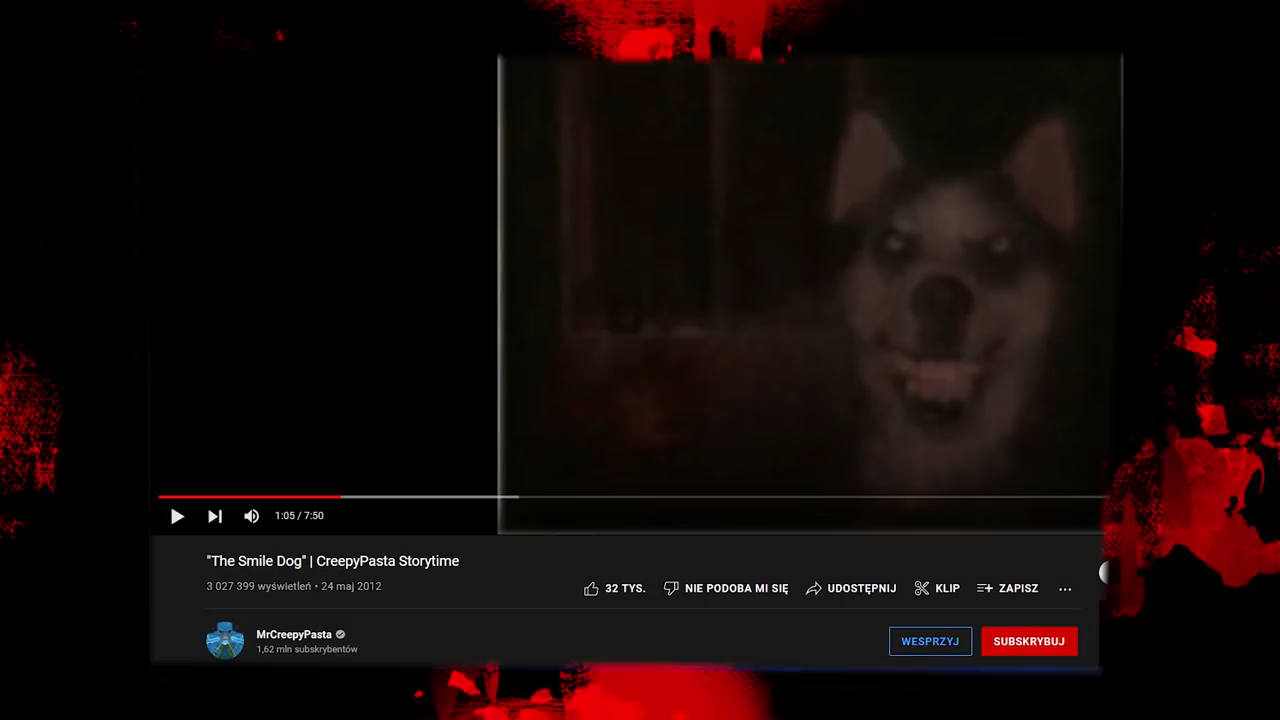 1:05 / 7:50
"The Smile Dog" | CreepyPasta Storytime
3 027 399 wyświetleń • 24 maj 2012
32 TYS. NIE PODOBA MI SIĘ UDOSTĘPNIJ KLIP ZAPISZ ...
MrCreepyPasta
1,62 mln subskrybentów
WESPRZYJ SUBSKRYBUJ